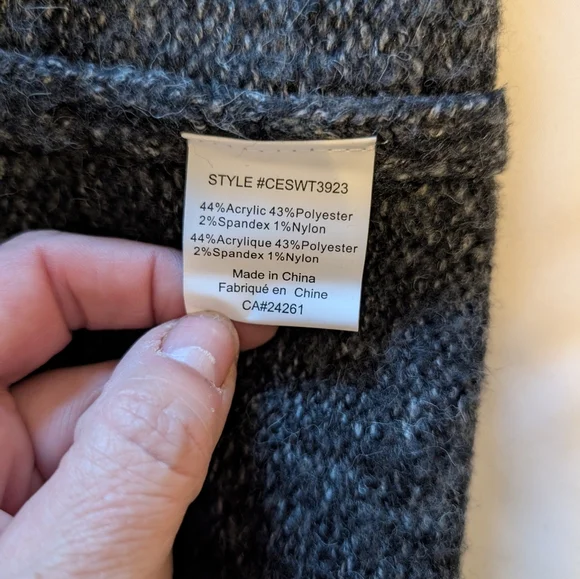 STYLE #CESWT3923
44%Acrylic 43%Polyester
2%Spandex 1%Nylon
44%Acrylique 43%Polyester
2%Spandex 1%Nylon
Made in China
Fabriqué en Chine
CA#24261